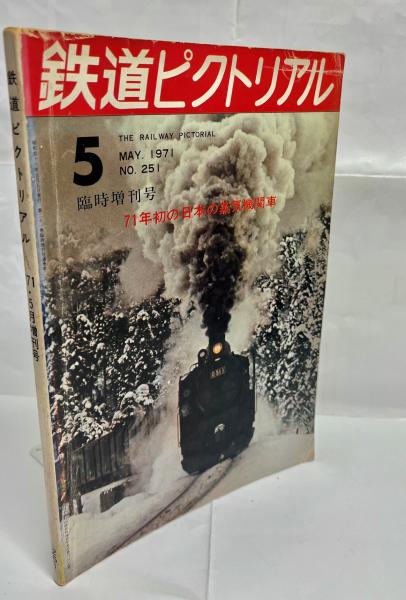 鉄道ピクトリアル
THE RAILWAY PICTORIAL
5
MAY. 1971
NO. 251
臨時増刊号
71年初の日本の蒸気機関車
鉄道ピクトリアル
71・5月増刊号